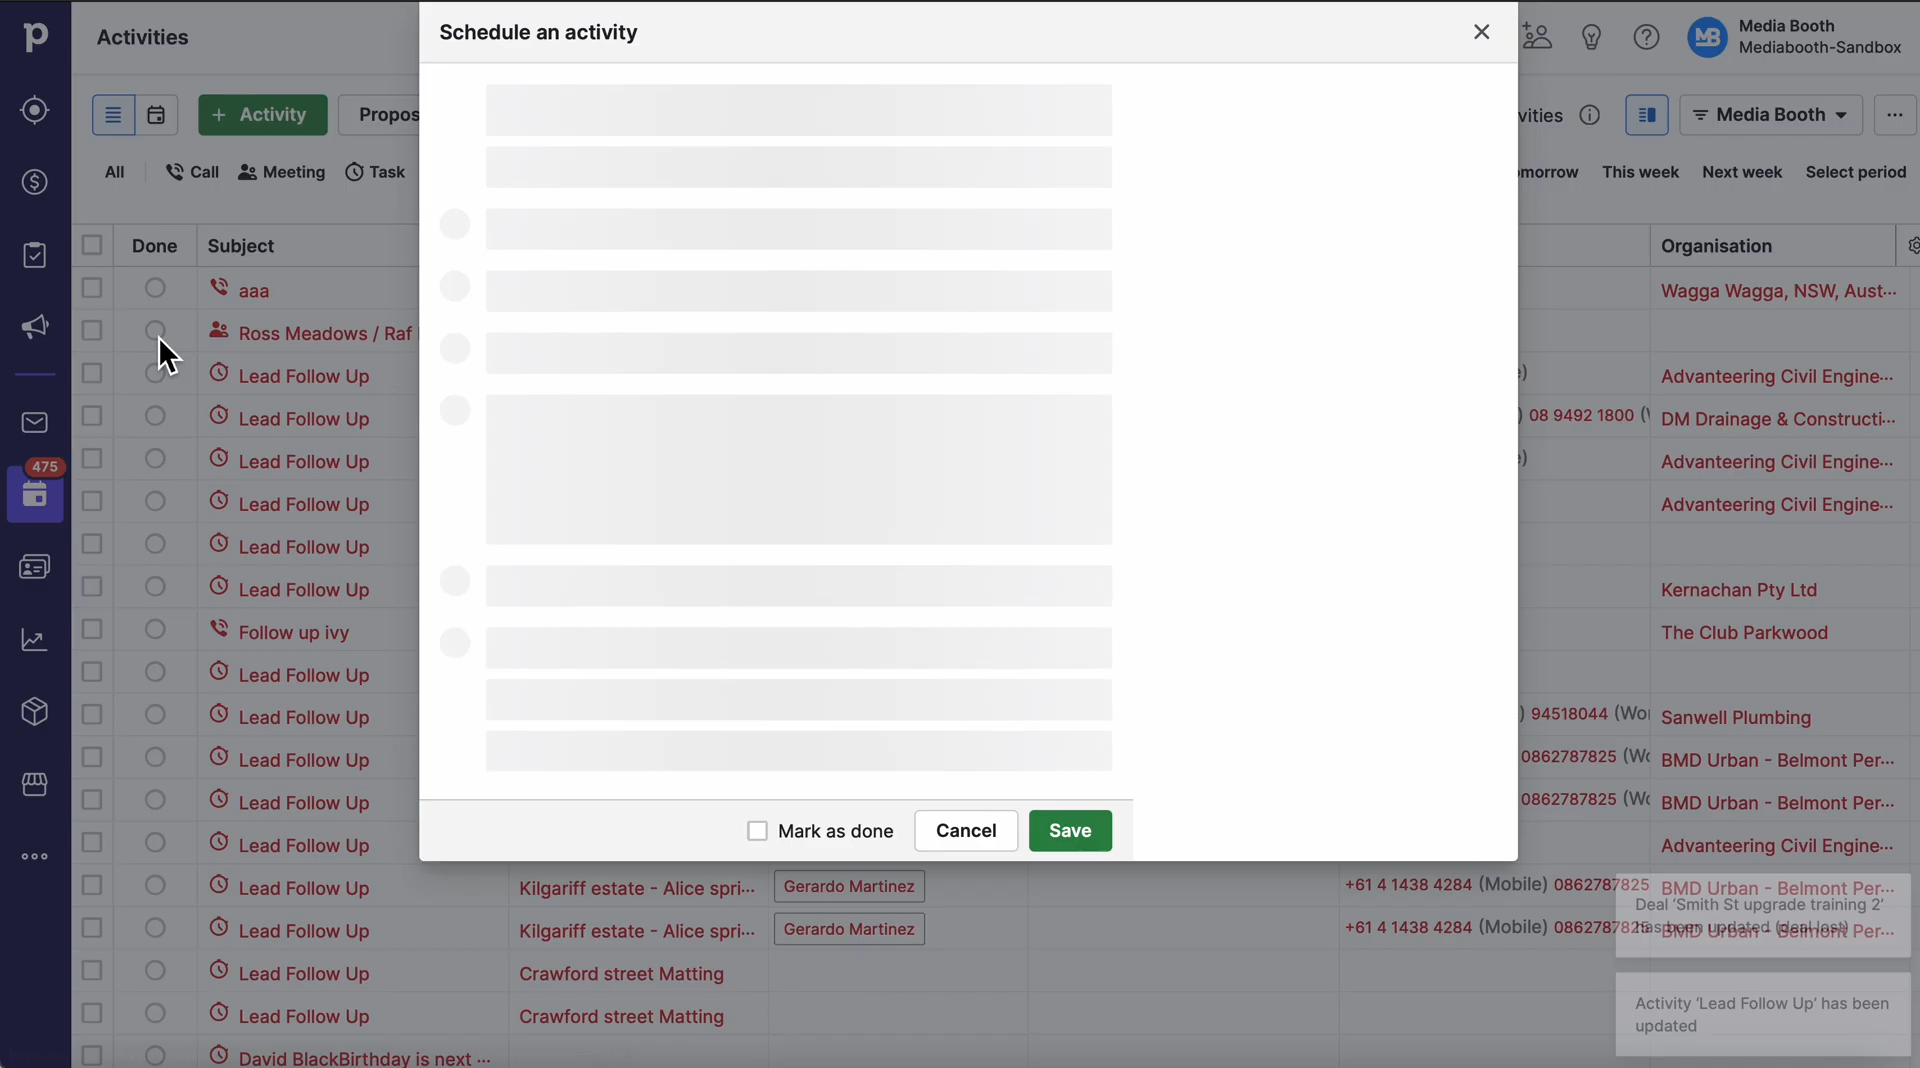 Activities
Schedule an activity
Media Booth
Mediabooth-Sandbox
+ Activity
Propos
vities
Media Booth
All
Call
Meeting
Task
omorrow
This week
Next week
Select period
Done
Subject
Organisation
aaa
Wagga Wagga, NSW, Aust...
Ross Meadows / Raf
Lead Follow Up
Advanteering Civil Engine...
Lead Follow Up
) 08 9492 1800 (
DM Drainage & Constructi...
Lead Follow Up
Advanteering Civil Engine...
475
Lead Follow Up
Advanteering Civil Engine...
Lead Follow Up
Lead Follow Up
Kernachan Pty Ltd
Follow up ivy
The Club Parkwood
Lead Follow Up
Lead Follow Up
) 94518044 (Wo
Sanwell Plumbing
Lead Follow Up
0862787825 (Wo
BMD Urban - Belmont Per...
Lead Follow Up
0862787825 (Wo
BMD Urban - Belmont Per...
Mark as done
Cancel
Save
Lead Follow Up
Advanteering Civil Engine...
Lead Follow Up
Kilgariff estate - Alice spri...
Gerardo Martinez
+61 4 1438 4284 (Mobile) 0862787825
BMD Urban - Belmont Per...
Lead Follow Up
Kilgariff estate - Alice spri...
Gerardo Martinez
+61 4 1438 4284 (Mobile) 0862787825
BMD Urban - Belmont Per...
Deal 'Smith St upgrade training 2'
has been updated (deal lost)
Lead Follow Up
Crawford street Matting
Lead Follow Up
Crawford street Matting
Activity 'Lead Follow Up' has been
updated
David BlackBirthday is next ...